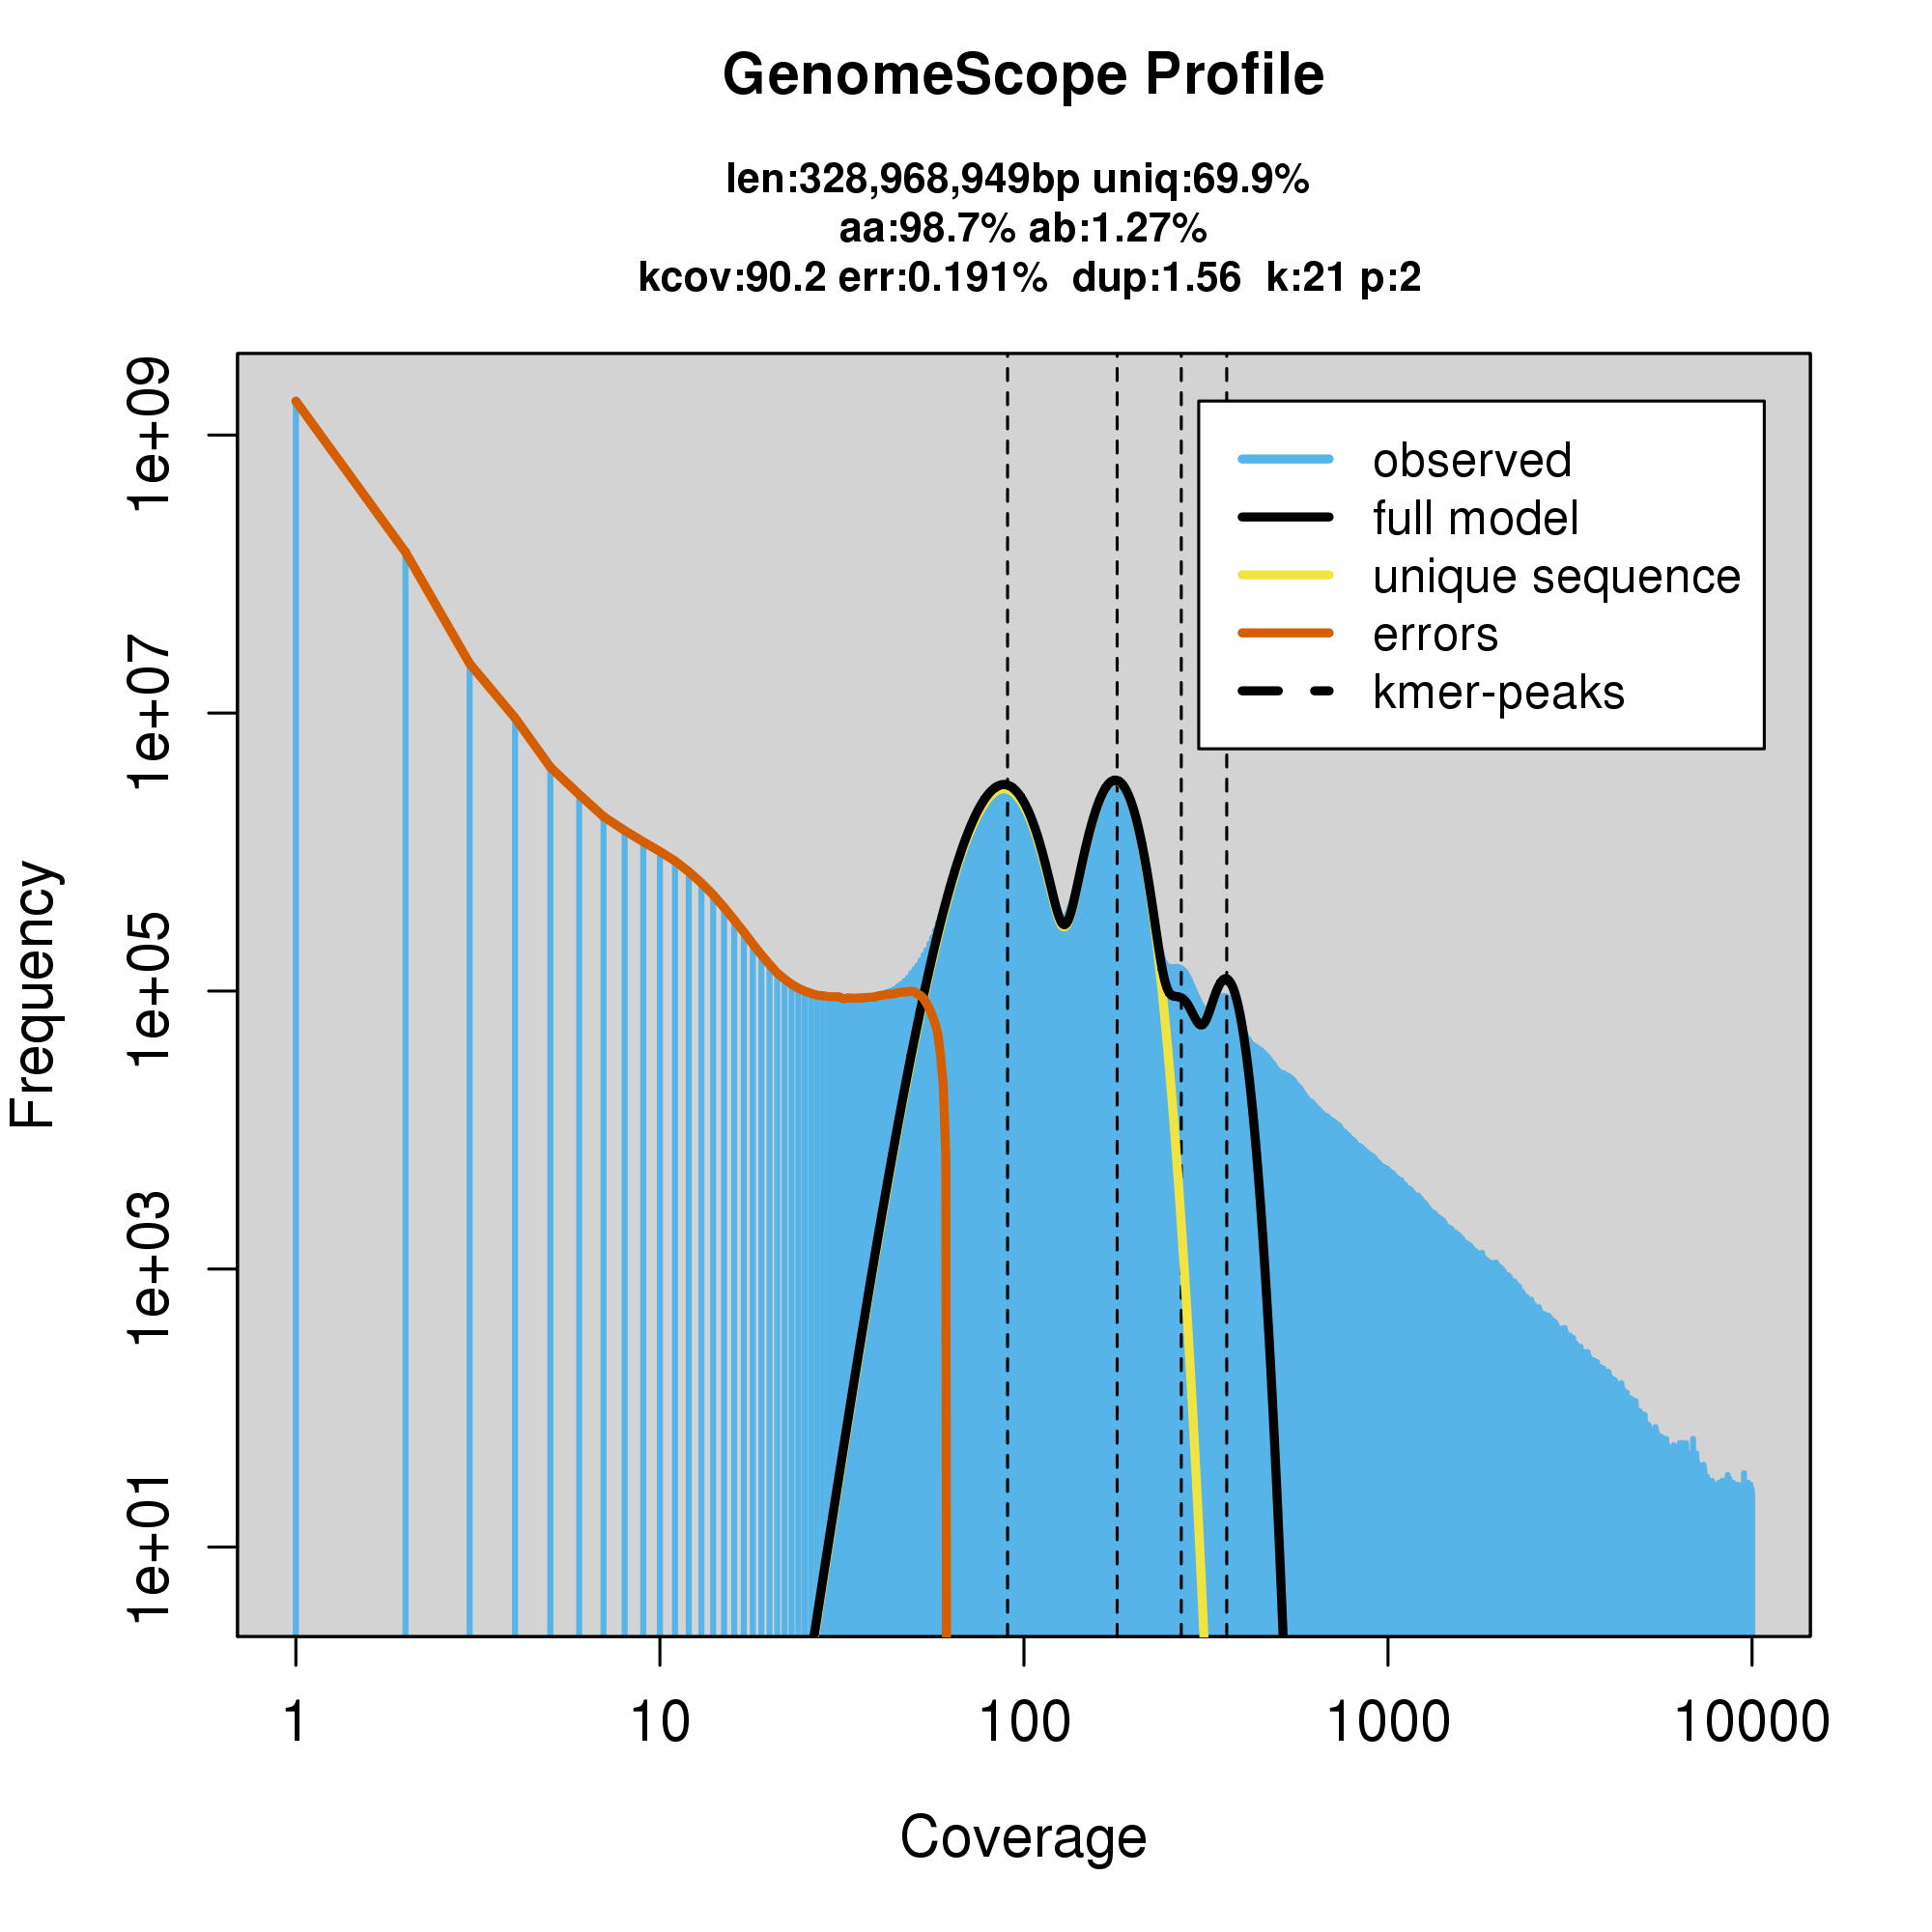 GenomeScope Profile
len:328,968,949bp uniq:69.9%
aa:98.7% ab:1.27%
kcov:90.2 err:0.191% dup:1.56 k:21 p:2
observed
full model
unique sequence
errors
kmer-peaks
Frequency
1e+09
1e+07
1e+05
1e+03
1e+01
1
10
100
1000
10000
Coverage